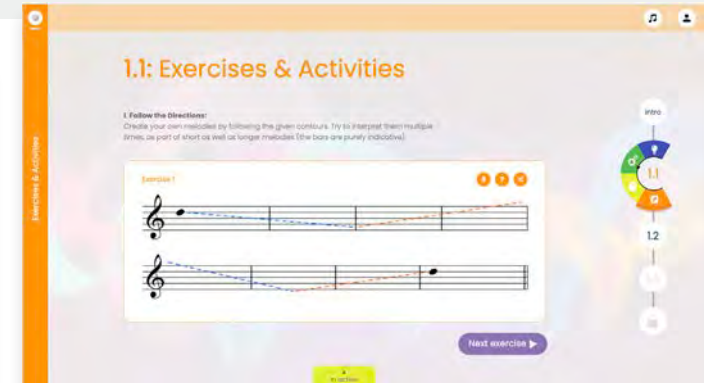 1.1: Exercises & Activities
I. Follow the Directions:
Create your own melodies by following the given contours. Try to interpret them multiple
times, as part of short as well as longer melodies (the bars are purely indicative).
Exercise 1
Exercises & Activities
Intro
1.1
1.2
Next exercise
In action